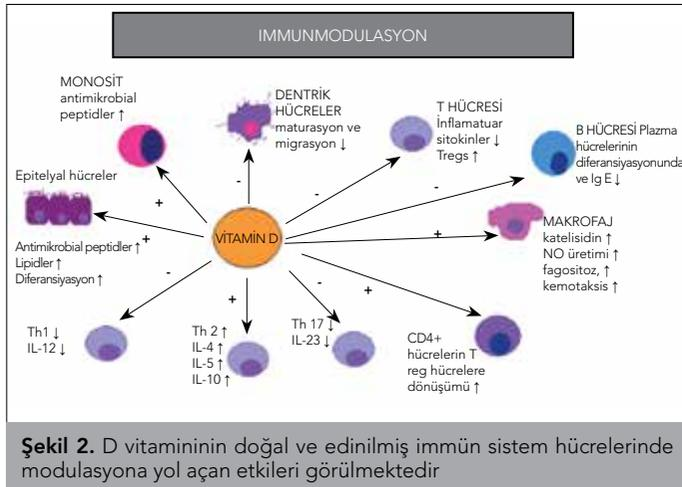 IMMUNMODULASYON
MONOSİT
antimikrobial
peptidler ↑
DENTRİK
HÜCRELER
maturasyon ve
migrasyon ↓
T HÜCRESİ
İnflamatuar
sitokinler ↓
Tregs ↑
B HÜCRESİ Plazma
hücrelerinin
diferansiyasyonunda
ve Ig E ↓
Epitelyal hücreler
Antimikrobial peptidler ↑
Lipidler ↑
Diferansiyasyon ↑
VİTAMİN D
MAKROFAJ
katelisidin ↑
NO üretimi ↑
fagositoz, ↑
kemotaksis ↑
+
-
-
-
+
+
-
+
-
+
Th1 ↓
IL-12 ↓
Th 2 ↑
IL-4 ↑
IL-5 ↑
IL-10 ↑
Th 17 ↓
IL-23 ↓
CD4+
hücrelerin T
reg hücrelere
dönüşümü ↑
Şekil 2. D vitamininin doğal ve edinilmiş immün sistem hücrelerinde
modulasyona yol açan etkileri görülmektedir